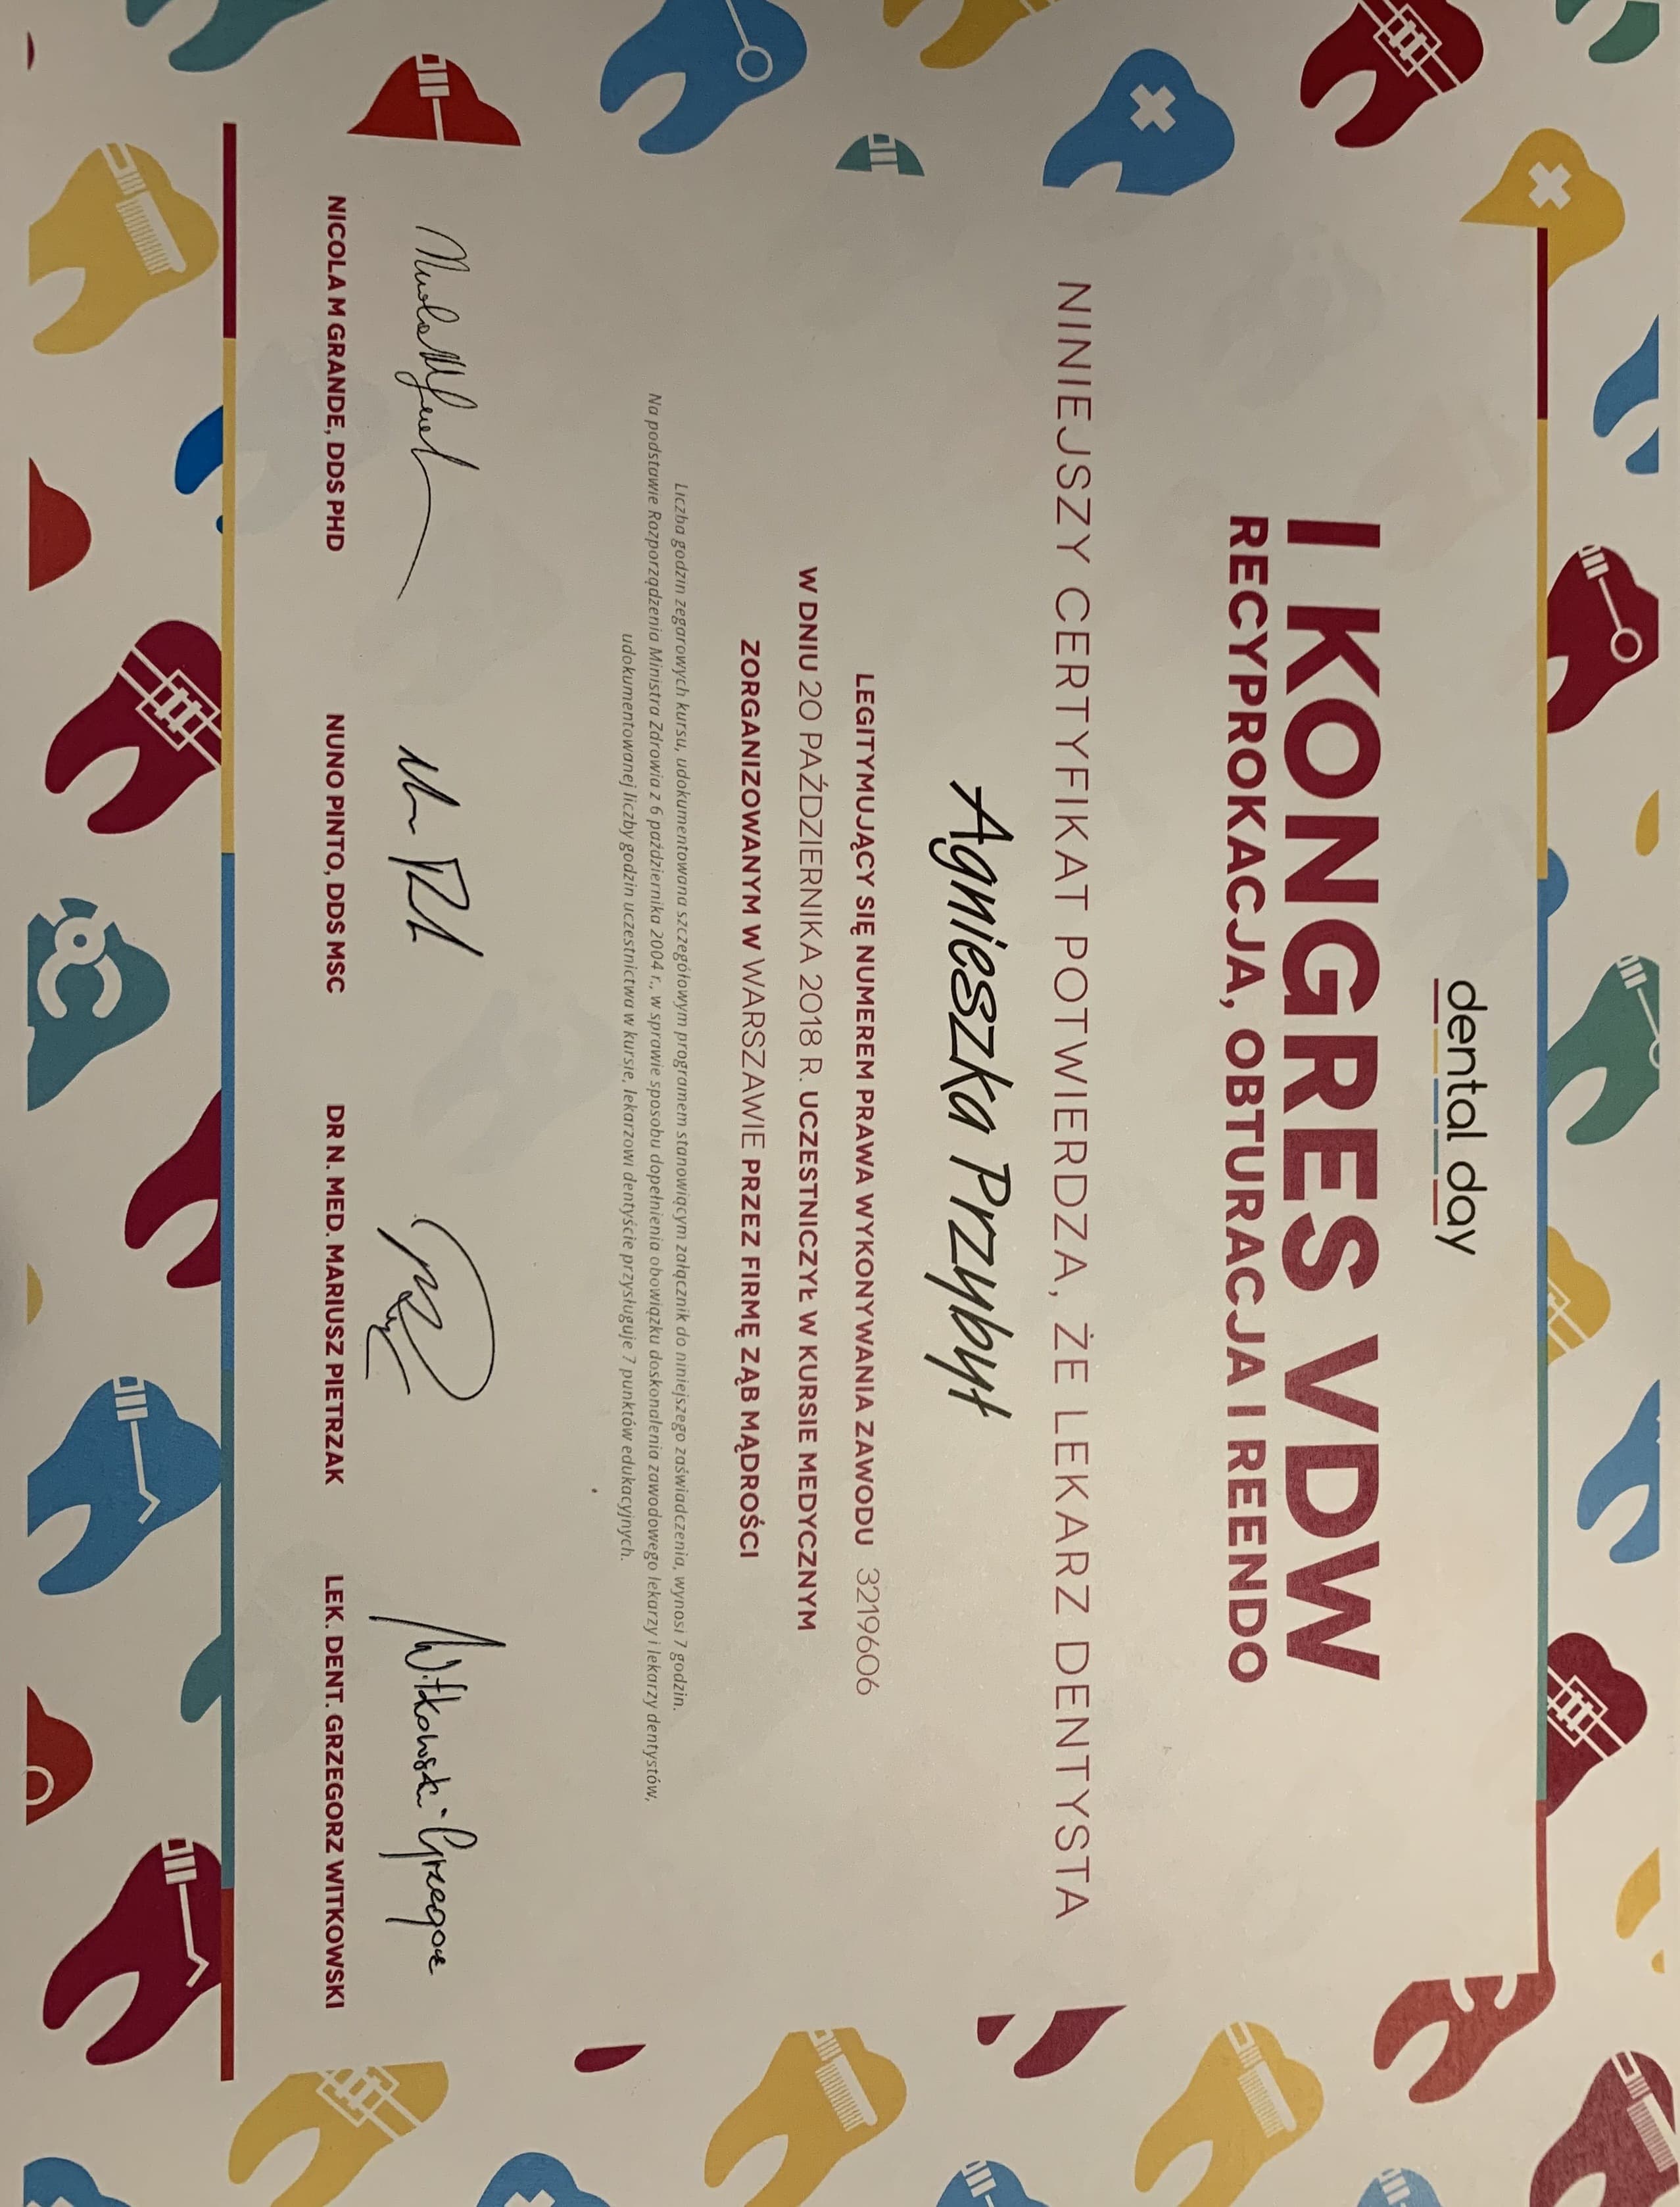 dental day
I KONGRES VDW
RECYPROKACJA, OBTURACJA I REENDO
NINIEJSZY CERTYFIKAT POTWIERDZA, ŻE LEKARZ DENTYSTA
Agnieszka Przybył
LEGITYMUJĄCY SIĘ NUMEREM PRAWA WYKONYWANIA ZAWODU 3219606
W DNIU 20 PAŹDZIERNIKA 2018 R. UCZESTNICZYŁ W KURSIE MEDYCZNYM
ZORGANIZOWANYM W WARSZAWIE PRZEZ FIRMĘ ZĄB MĄDROŚCI
Liczba godzin zegarowych kursu, udokumentowana szczegółowym programem stanowiącym załącznik do niniejszego zaświadczenia, wynosi 7 godzin.
Na podstawie Rozporządzenia Ministra Zdrowia z 6 października 2004 r., w sprawie sposobu dopełnienia obowiązku doskonalenia zawodowego lekarzy i lekarzy dentystów,
udokumentowanej liczby godzin uczestnictwa w kursie, lekarzowi dentyście przysługuje 7 punktów edukacyjnych.
Witkowski Grzegorz
NICOLA M GRANDE, DDS PHD
NUNO PINTO, DDS MSC
DR N. MED. MARIUSZ PIETRZAK
LEK. DENT. GRZEGORZ WITKOWSKI